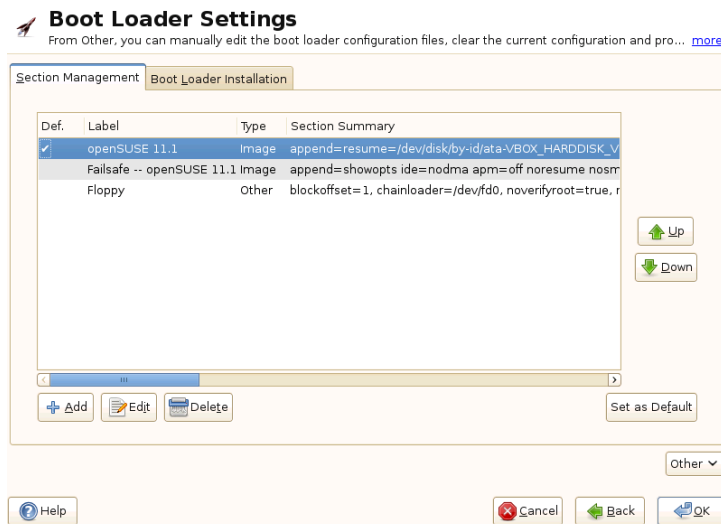 Boot Loader Settings
From Other, you can manually edit the boot loader configuration files, clear the current configuration and pro... more
Section Management Boot Loader Installation
Def. Label Type Section Summary
openSUSE 11.1 Image append=resume=/dev/disk/by-id/ata-VBOX_HARDDISK_V
Failsafe -- openSUSE 11.1 Image append=showopts ide=nodma apm=off noresume nosm
Floppy Other blockoffset=1, chainloader=/dev/fd0, noverifyroot=true, r
Up
Down
Add Edit Delete Set as Default
Other
Help Cancel Back OK